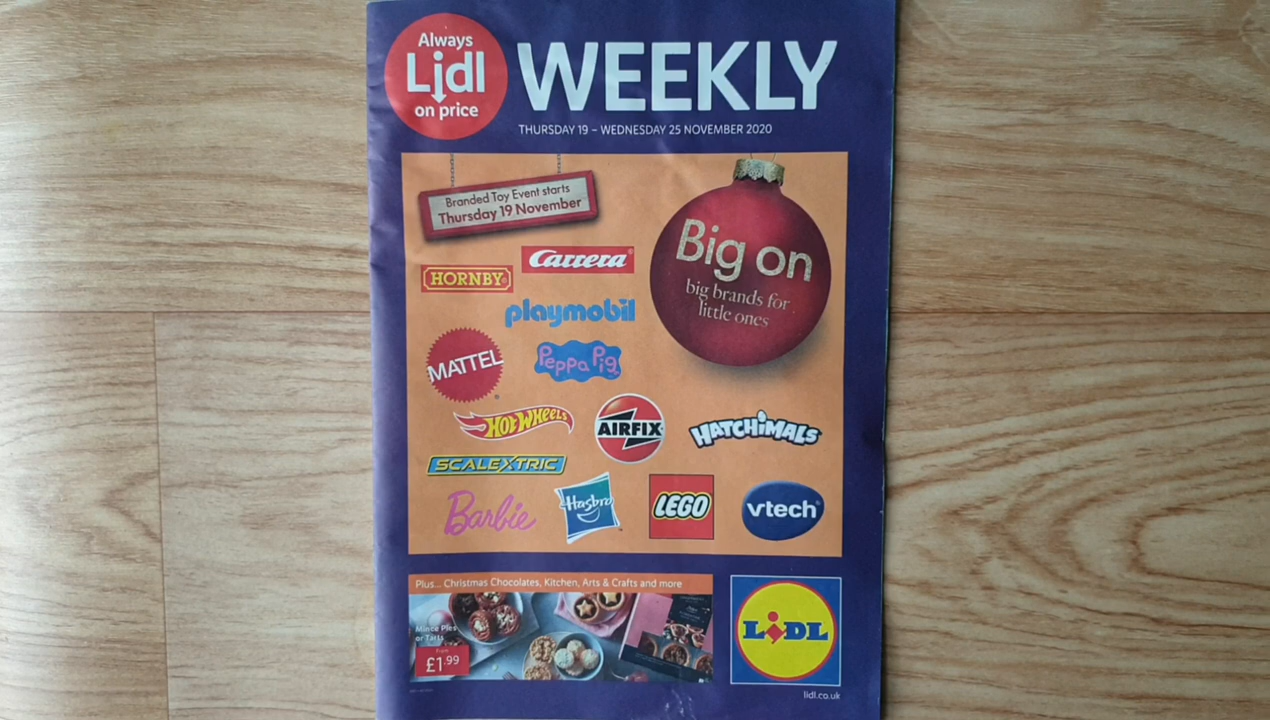 Always
Lidl
on price
WEEKLY
THURSDAY 19 – WEDNESDAY 25 NOVEMBER 2020
Branded Toy Event starts
Thursday 19 November
Big on
big brands for
little ones
Carrera
HORNBY
playmobil
MATTEL
Peppa Pig
HOT WHEELS
AIRFIX
HATCHiMALS
SCALEXTRIC
Barbie
Hasbro
LEGO
vtech
Plus... Christmas Chocolates, Kitchen, Arts & Crafts and more
Mince Pies
or Tarts
From
£1.99
LiDL
lidl.co.uk